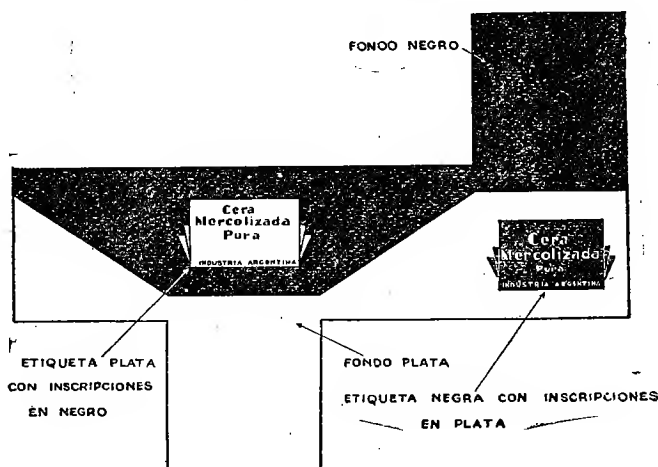 FONDO NEGRO
Cera
Mercolizada
Pura
INDUSTRIA ARGENTINA
Cera
Mercolizada
Pura
INDUSTRIA ARGENTINA
ETIQUETA PLATA
CON INSCRIPCIONES
EN NEGRO
FONDO PLATA
ETIQUETA NEGRA CON INSCRIPCIONES
EN PLATA